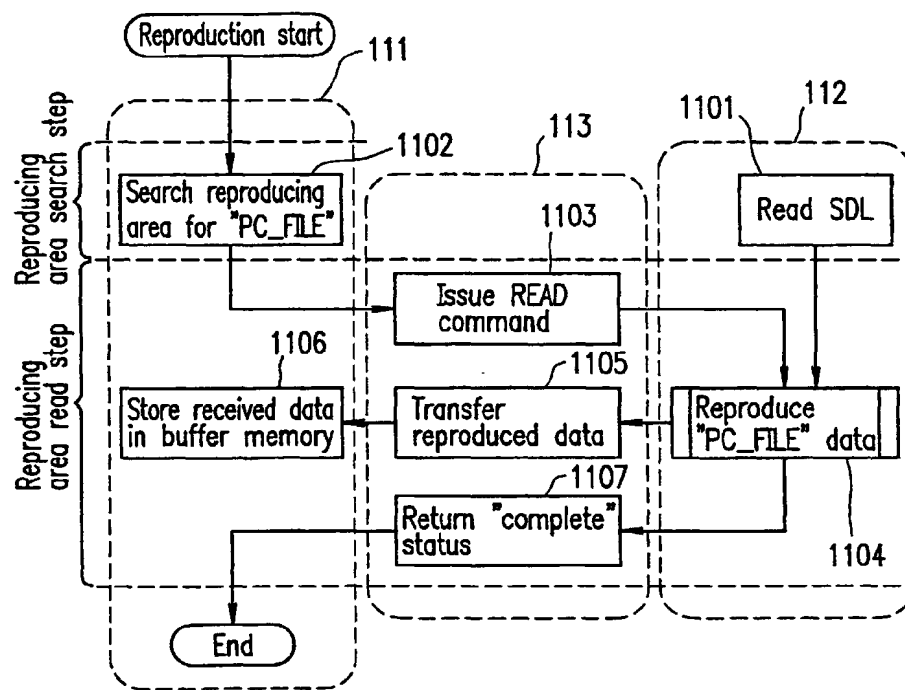 Reproduction start
111
Reproducing
area search step
1102
113
1101
112
Search reproducing
area for "PC_FILE"
Read SDL
1103
Issue READ
command
Reproducing
area read step
1106
1105
Store received data
in buffer memory
Transfer
reproduced data
Reproduce
"PC_FILE" data
1107
1104
Return "complete"
status
End